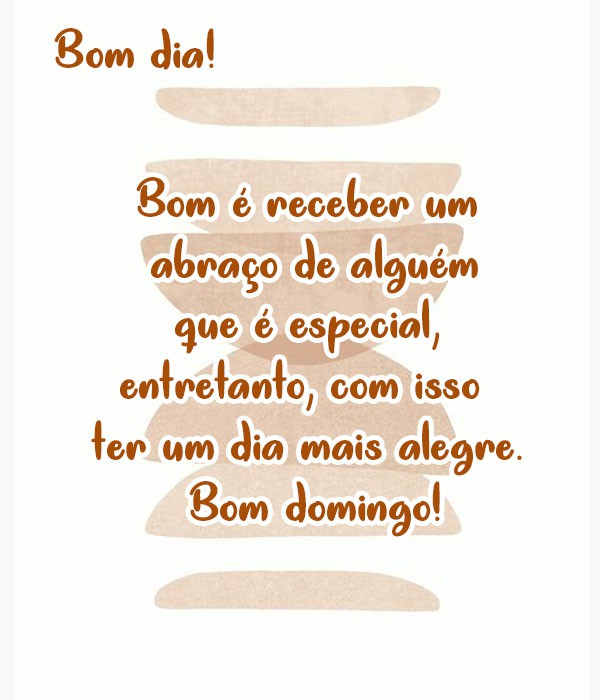 Bom dia!
Bom é receber um
abraço de alguém
que é especial,
entretanto, com isso
ter um dia mais alegre.
Bom domingo!